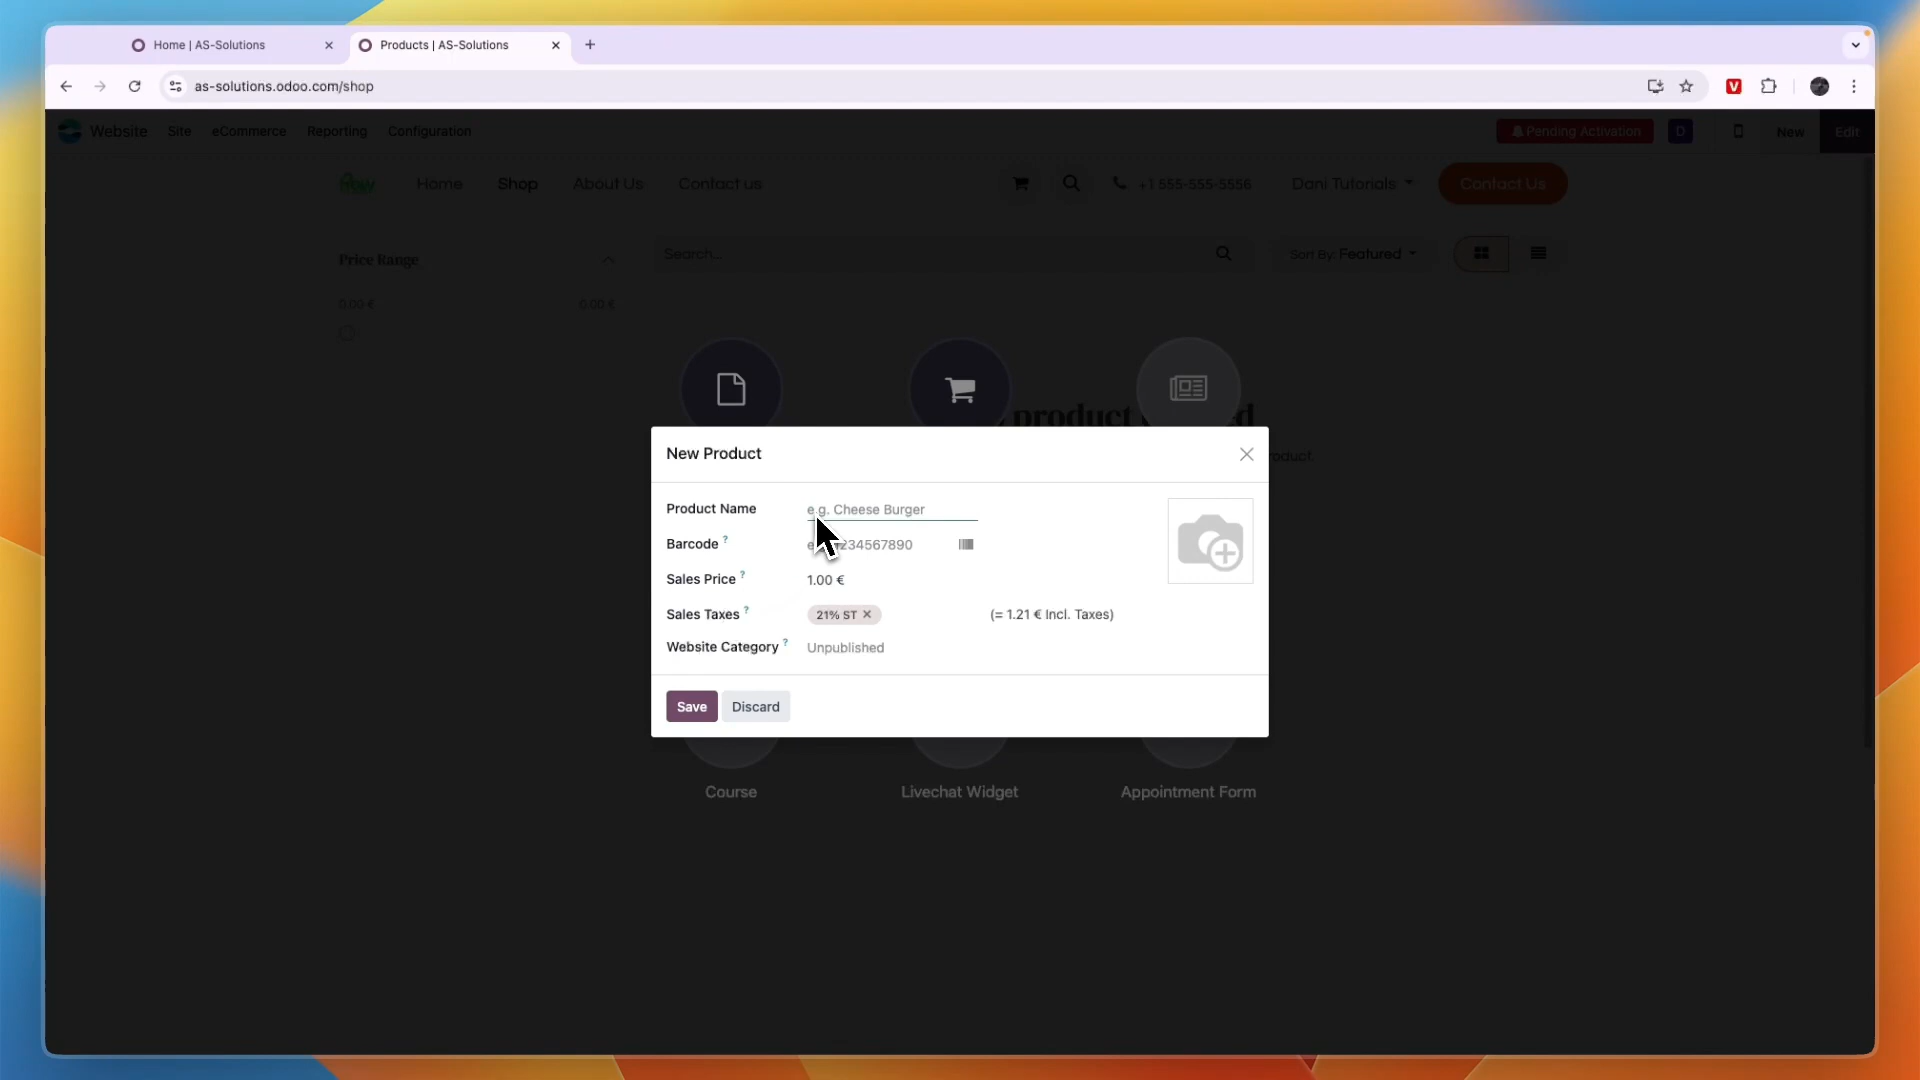 Home | AS-Solutions
Products | AS-Solutions
as-solutions.odoo.com/shop
Website Site eCommerce Reporting Configuration
Pending Activation D New Edit
Home Shop About Us Contact us
+1 555-555-5556 Dani Tutorials Contact Us
Price Range
Search...
Sort By: Featured
0.00 € 0.00 €
product
New Product
Product Name e.g. Cheese Burger
Barcode ? 234567890
Sales Price ? 1.00 €
Sales Taxes ? 21% ST (= 1.21 € Incl. Taxes)
Website Category ? Unpublished
Save Discard
Course Livechat Widget Appointment Form